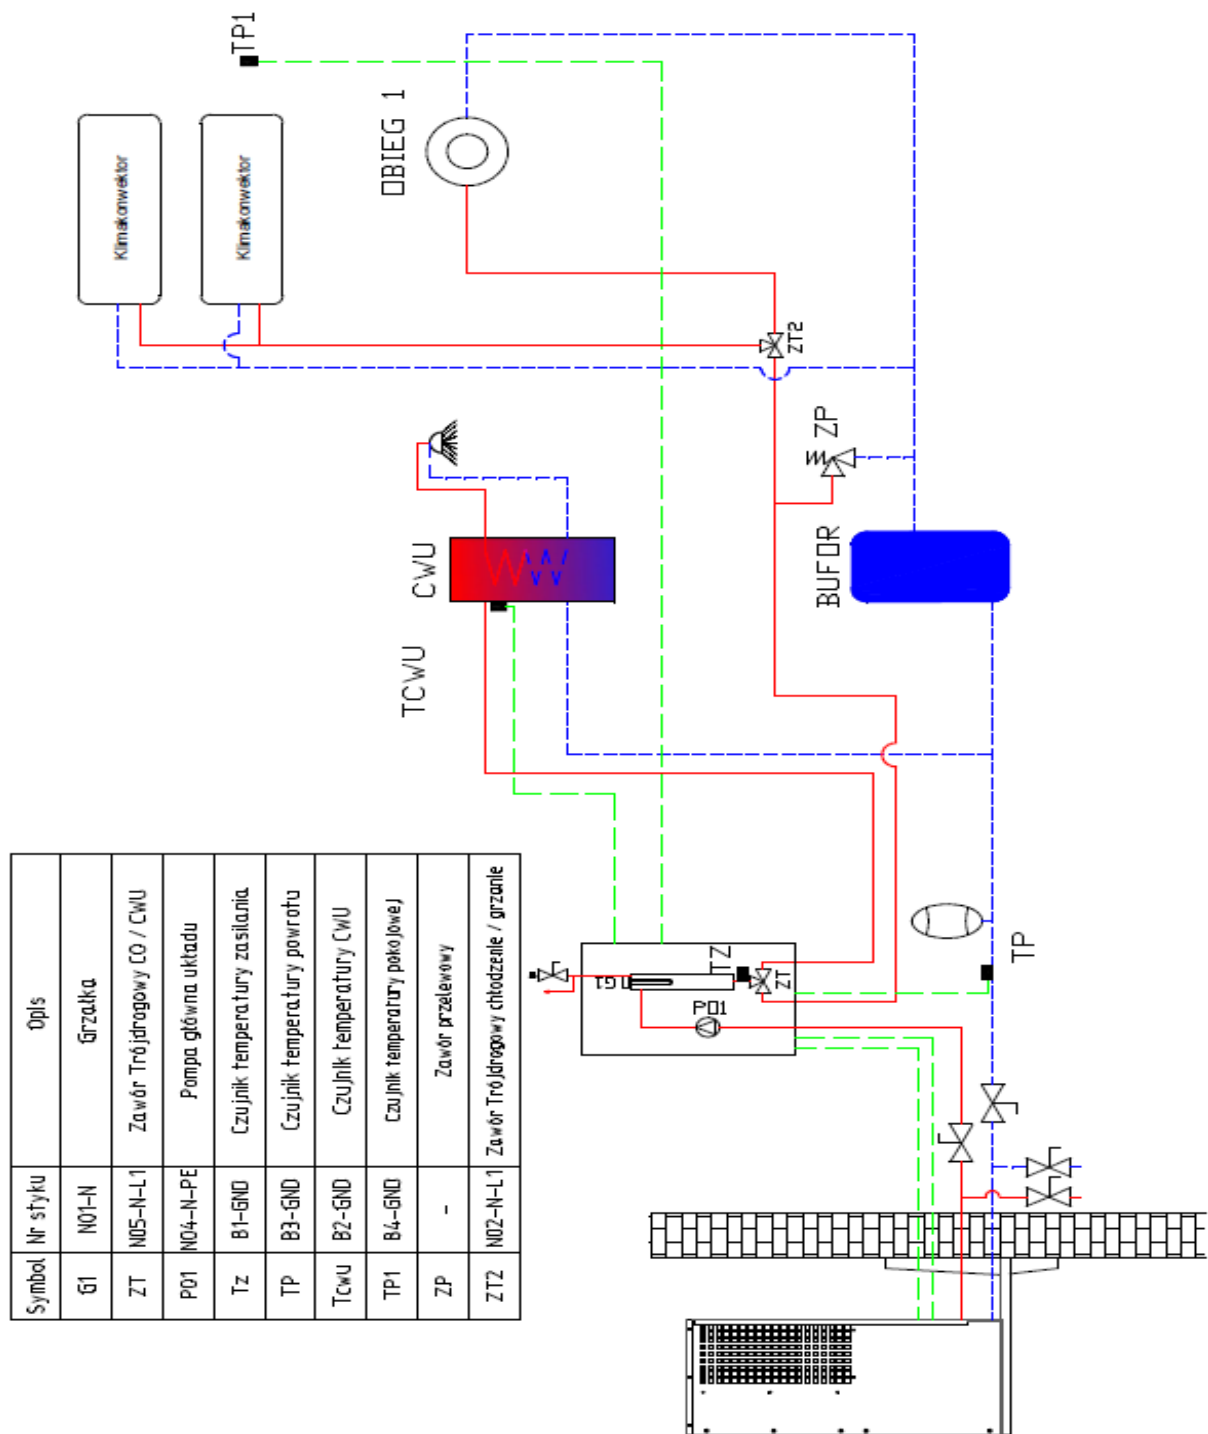 Symbol Nr styku Opis
G1 NO1-N Grzałka
ZT NO5-N-L1 Zawór Trójdrogowy CO / CWU
PO1 NO4-N-PE Pompa główna układu
Tz B1-GND Czujnik temperatury zasilania
TP B3-GND Czujnik temperatury powrotu
Tcwu B2-GND Czujnik temperatury CWU
TP1 B4-GND Czujnik temperatury pokojowej
ZP - Zawór przelewowy
ZT2 NO2-N-L1 Zawór Trójdrogowy chłodzenie / grzanie
Klimakonwektor
Klimakonwektor
TP1
OBIEG 1
ZT2
ZP
CWU
TCWU
BUFOR
G1
TZ
ZT
PO1
TP